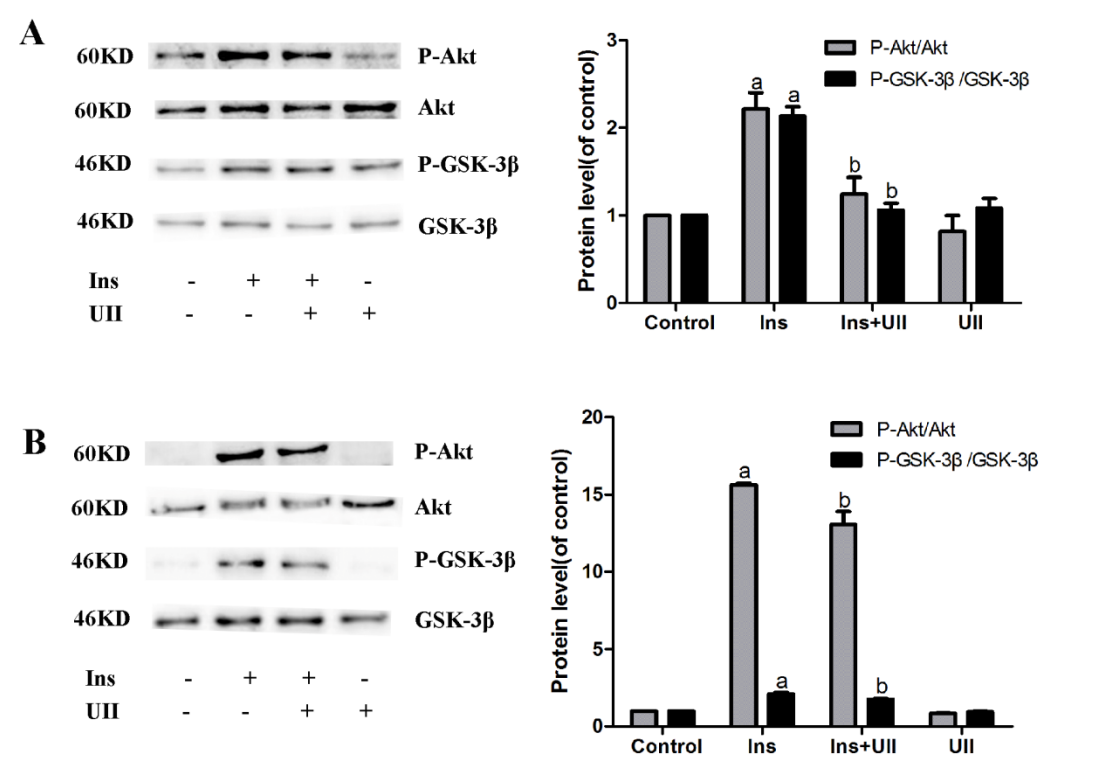 A
60KD P-Akt
60KD Akt
46KD P-GSK-3β
46KD GSK-3β
Ins - + + -
UII - - + +
Protein level(of control)
3
2
1
0
P-Akt/Akt
P-GSK-3β /GSK-3β
a a
b b
Control Ins Ins+UII UII
B
60KD P-Akt
60KD Akt
46KD P-GSK-3β
46KD GSK-3β
Ins - + + -
UII - - + +
Protein level(of control)
20
15
10
5
0
P-Akt/Akt
P-GSK-3β /GSK-3β
a
b
a
b
Control Ins Ins+UII UII